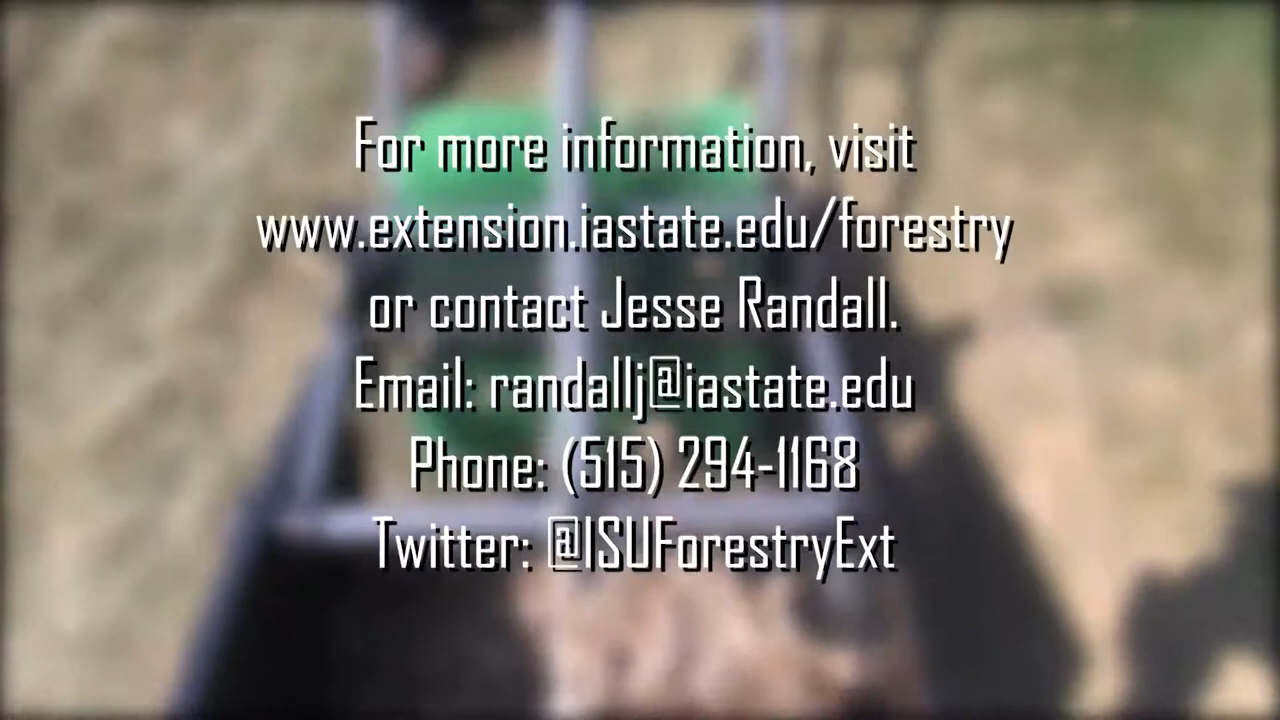 For more information, visit
www.extension.iastate.edu/forestry
or contact Jesse Randall.
Email: randallj@iastate.edu
Phone: (515) 294-1168
Twitter: @ISUForestryExt